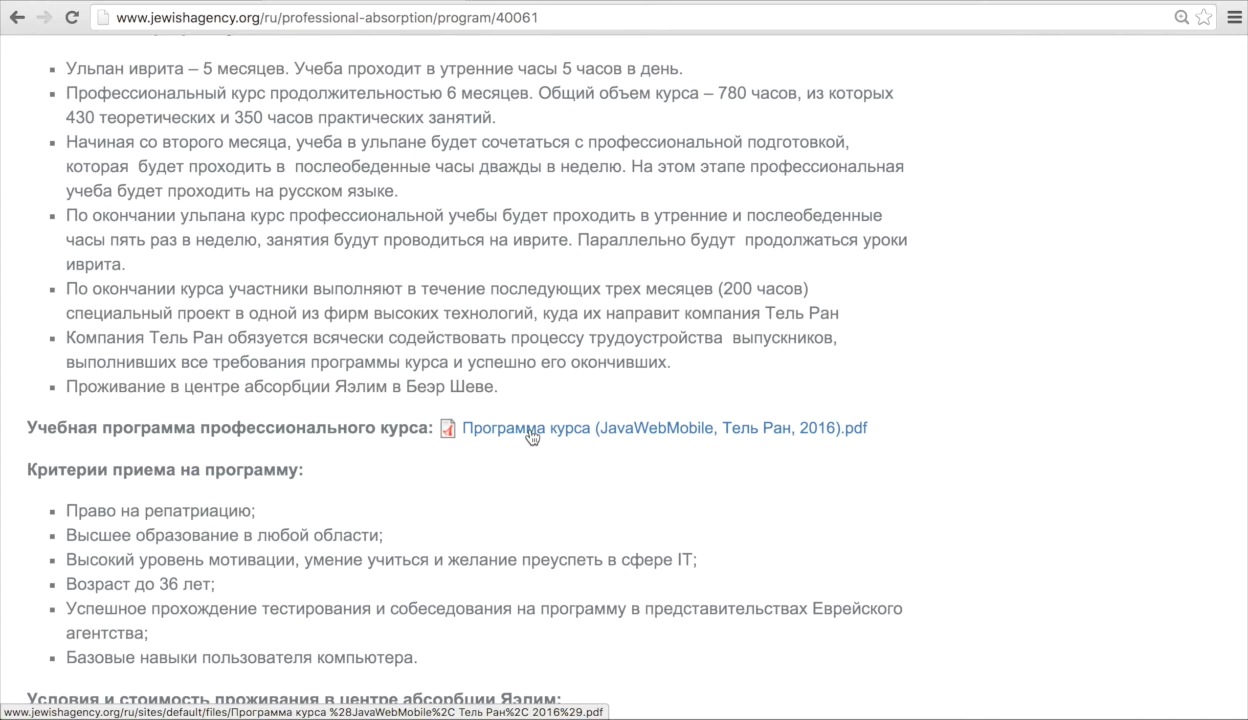 www.jewishagency.org/ru/professional-absorption/program/40061
Ульпан иврита – 5 месяцев. Учеба проходит в утренние часы 5 часов в день.
Профессиональный курс продолжительностью 6 месяцев. Общий объем курса – 780 часов, из которых
430 теоретических и 350 часов практических занятий.
Начиная со второго месяца, учеба в ульпане будет сочетаться с профессиональной подготовкой,
которая будет проходить в послеобеденные часы дважды в неделю. На этом этапе профессиональная
учеба будет проходить на русском языке.
По окончании ульпана курс профессиональной учебы будет проходить в утренние и послеобеденные
часы пять раз в неделю, занятия будут проводиться на иврите. Параллельно будут продолжаться уроки
иврита.
По окончании курса участники выполняют в течение последующих трех месяцев (200 часов)
специальный проект в одной из фирм высоких технологий, куда их направит компания Тель Ран
Компания Тель Ран обязуется всячески содействовать процессу трудоустройства выпускников,
выполнивших все требования программы курса и успешно его окончивших.
Проживание в центре абсорбции Яэлим в Беэр Шеве.
Учебная программа профессионального курса: Программа курса (JavaWebMobile, Тель Ран, 2016).pdf
Критерии приема на программу:
Право на репатриацию;
Высшее образование в любой области;
Высокий уровень мотивации, умение учиться и желание преуспеть в сфере IT;
Возраст до 36 лет;
Успешное прохождение тестирования и собеседования на программу в представительствах Еврейского
агентства;
Базовые навыки пользователя компьютера.
Условия и стоимость проживания в центре абсорбции Яэлим:
www.jewishagency.org/ru/sites/default/files/Программа курса %28JavaWebMobile%2C Тель Ран%2C 2016%29.pdf